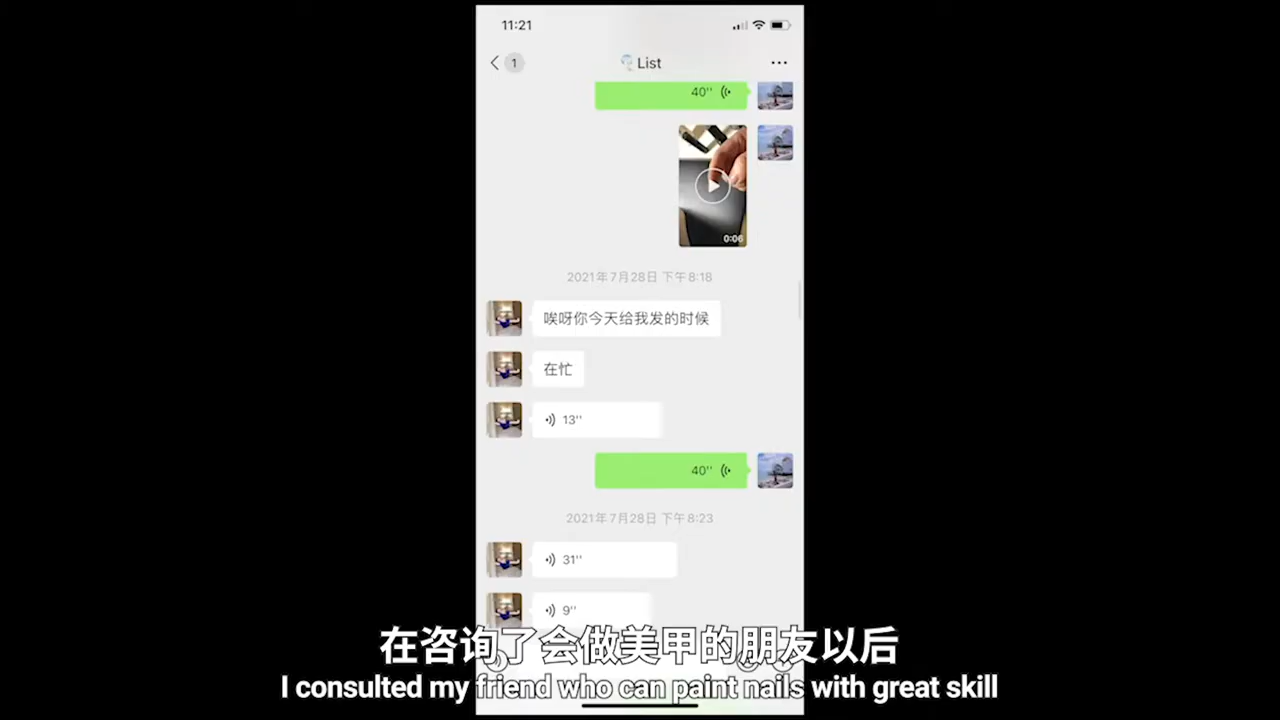 11:21
1
List
40''
0:06
2021年7月28日 下午8:18
唉呀你今天给我发的时候
在忙
13''
40''
2021年7月28日 下午8:23
31''
9''
在咨询了会做美甲的朋友以后
I consulted my friend who can paint nails with great skill